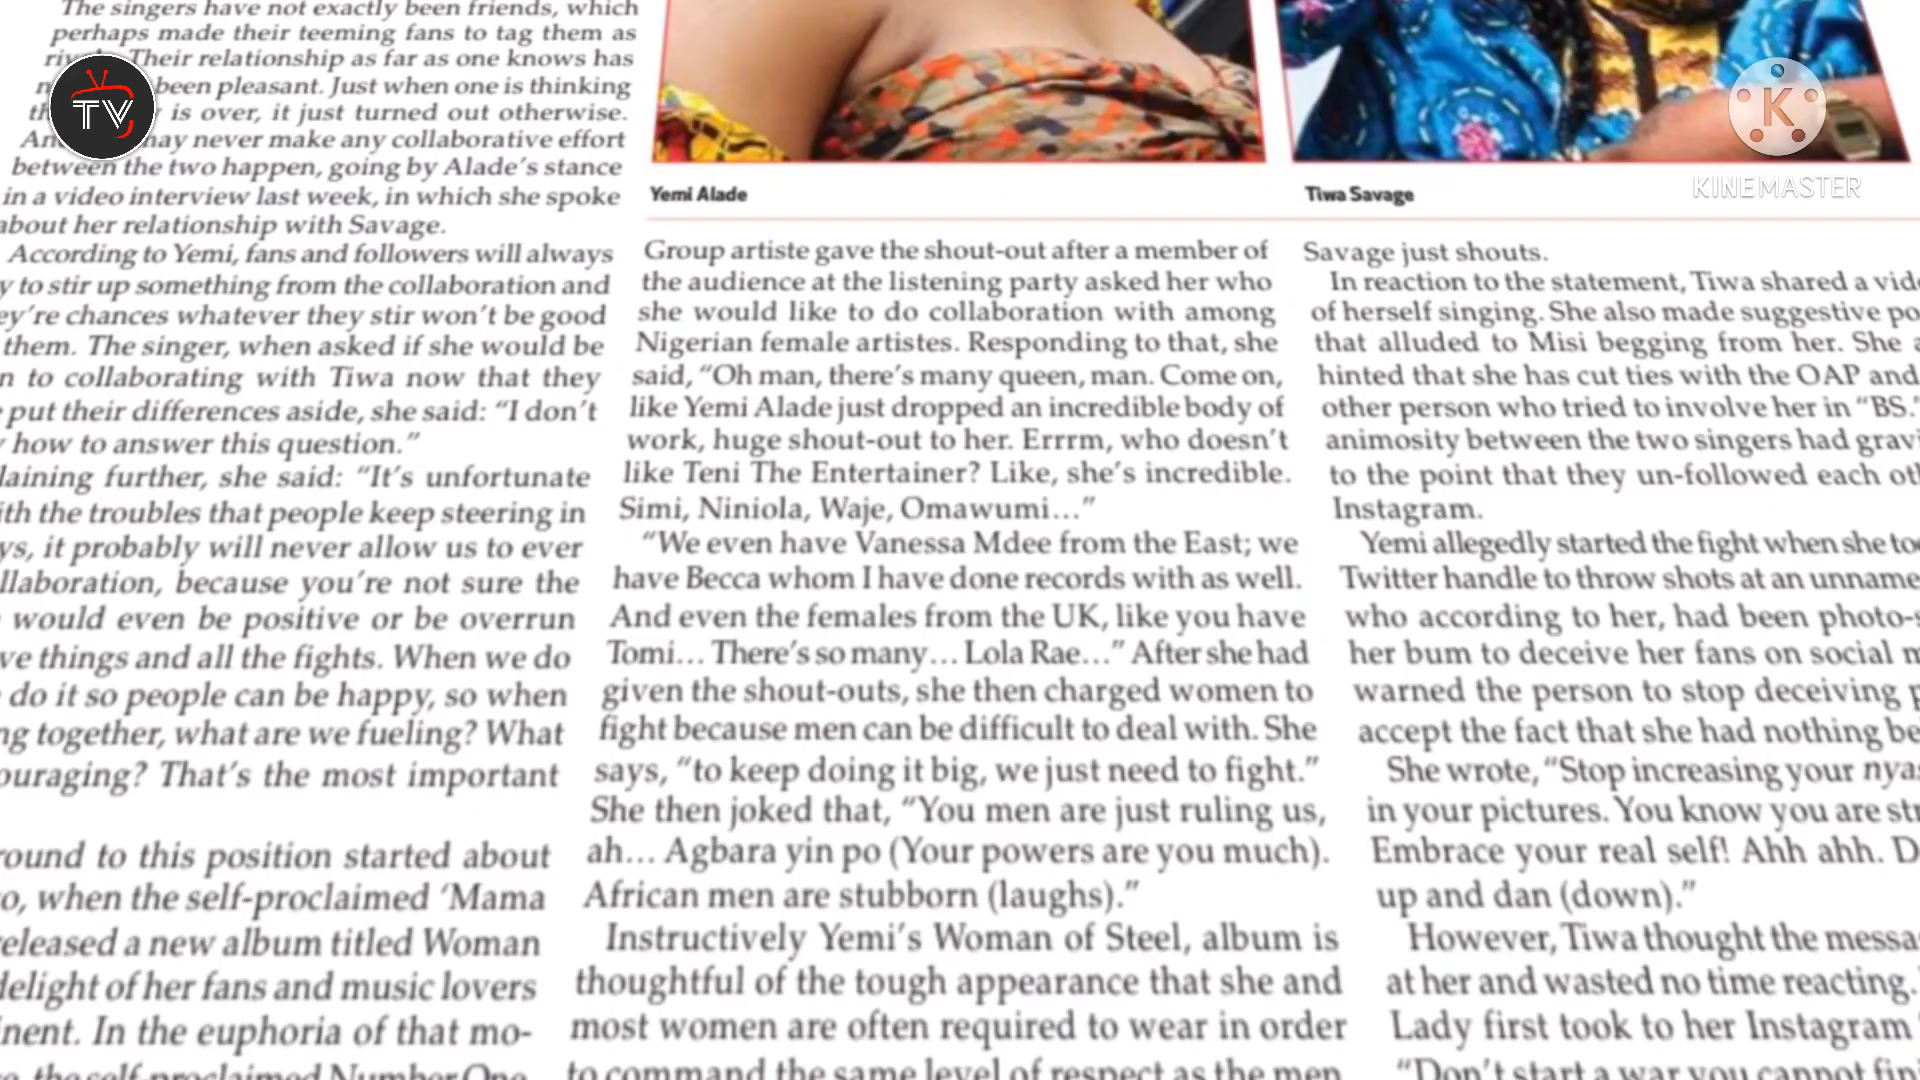 The singers have not exactly been friends, which
perhaps made their teeming fans to tag them as
Their relationship as far as one knows has
been pleasant. Just when one is thinking
is over, it just turned out otherwise.
may never make any collaborative effort
between the two happen, going by Alade's stance
in a video interview last week, in which she spoke
about her relationship with Savage.
According to Yemi, fans and followers will always
to stir up something from the collaboration and
chances whatever they stir won't be good
them. The singer, when asked if she would be
to collaborating with Tiwa now that they
put their differences aside, she said: "I don't
how to answer this question."
further, she said: "It's unfortunate
the troubles that people keep steering in
it probably will never allow us to ever
because you're not sure the
would even be positive or be overrun
things and all the fights. When we do
do it so people can be happy, so when
together, what are we fueling? What
That's the most important
to this position started about
when the self-proclaimed 'Mama
a new album titled Woman
of her fans and music lovers
In the euphoria of that mo-
the self-proclaimed Number One
Yemi Alade
Group artiste gave the shout-out after a member of
the audience at the listening party asked her who
she would like to do collaboration with among
Nigerian female artistes. Responding to that, she
said, "Oh man, there's many queen, man. Come on,
like Yemi Alade just dropped an incredible body of
work, huge shout-out to her. Errrm, who doesn't
like Teni The Entertainer? Like, she's incredible.
Simi, Niniola, Waje, Omawumi…"
"We even have Vanessa Mdee from the East; we
have Becca whom I have done records with as well.
And even the females from the UK, like you have
Tomi… There's so many… Lola Rae…" After she had
given the shout-outs, she then charged women to
fight because men can be difficult to deal with. She
says, "to keep doing it big, we just need to fight."
She then joked that, "You men are just ruling us,
ah… Agbara yin po (Your powers are you much).
African men are stubborn (laughs)."
Instructively Yemi's Woman of Steel, album is
thoughtful of the tough appearance that she and
most women are often required to wear in order
to command the same level of respect as the men
Tiwa Savage
Savage just shouts.
In reaction to the statement, Tiwa shared a
of herself singing. She also made suggestive
that alluded to Misi begging from her. She
hinted that she has cut ties with the OAP and
other person who tried to involve her in "BS."
animosity between the two singers had
to the point that they un-followed each
Instagram.
Yemi allegedly started the fight when she
Twitter handle to throw shots at an
who according to her, had been
her bum to deceive her fans on social
warned the person to stop deceiving
accept the fact that she had nothing
She wrote, "Stop increasing your
in your pictures. You know you are
Embrace your real self! Ahh ahh.
up and dan (down)."
However, Tiwa thought the
at her and wasted no time reacting.
Lady first took to her Instagram
"Don't start a war you cannot
TV
K
KINEMASTER